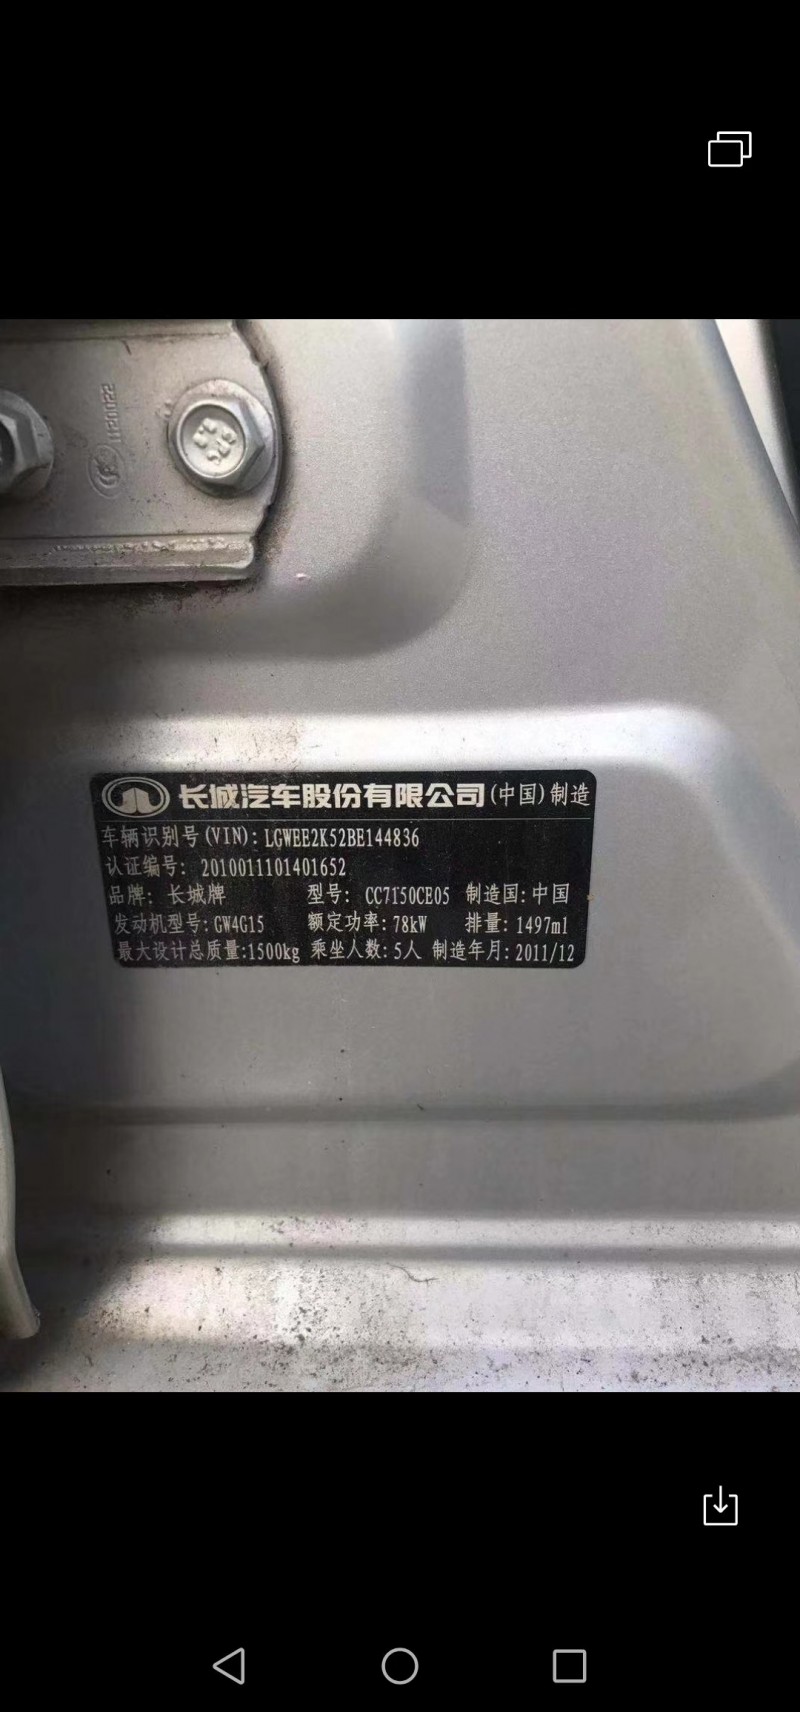 1120022
长城汽车股份有限公司(中国)制造
车辆识别号(VIN):LGWEE2K52BE144836
认证编号: 2010011101401652
品牌: 长城牌 型号: CC7150CE05 制造国:中国
发动机型号:GW4G15 额定功率:78kW 排量:1497ml
最大设计总质量:1500kg 乘坐人数:5人 制造年月:2011/12